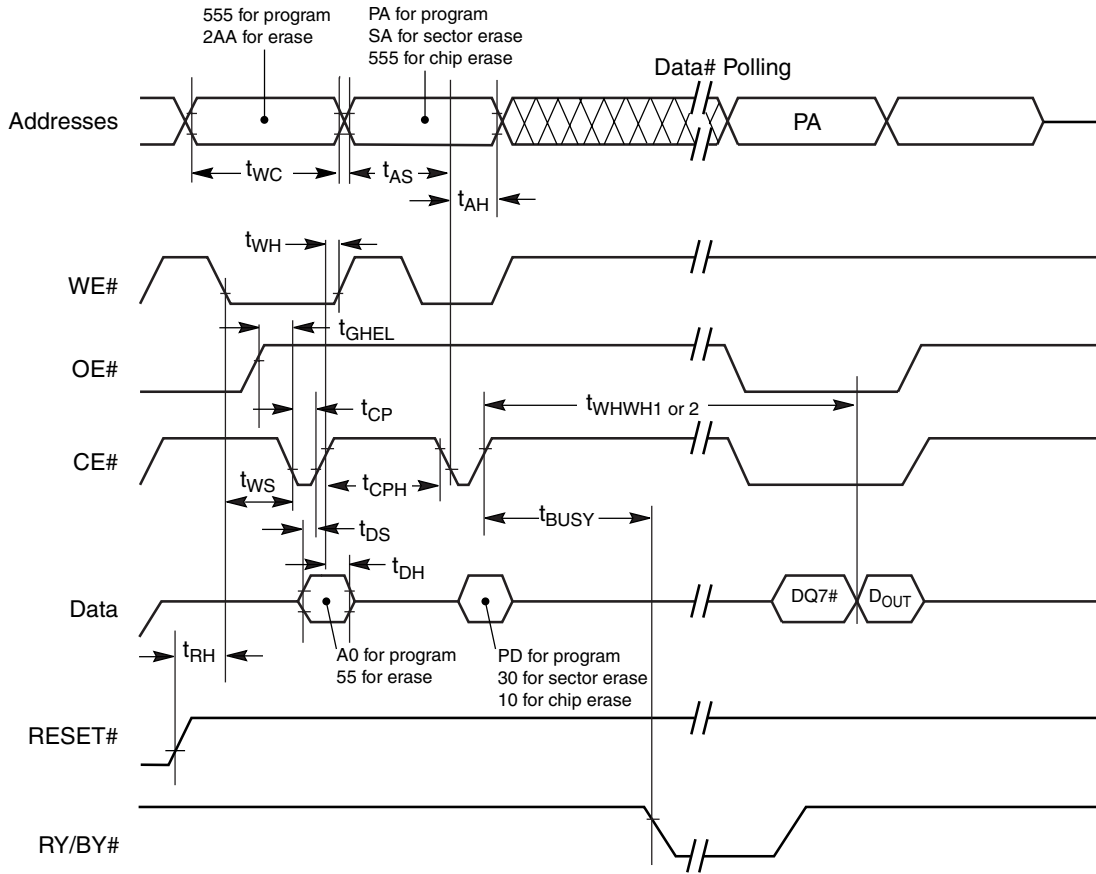 555 for program
2AA for erase
PA for program
SA for sector erase
555 for chip erase
Data# Polling
Addresses
PA
tWC
tAS
tAH
tWH
WE#
tGHEL
OE#
tWHWH1 or 2
tCP
CE#
tWS
tCPH
tBUSY
tDS
tDH
Data
DQ7#
DOUT
tRH
A0 for program
55 for erase
PD for program
30 for sector erase
10 for chip erase
RESET#
RY/BY#